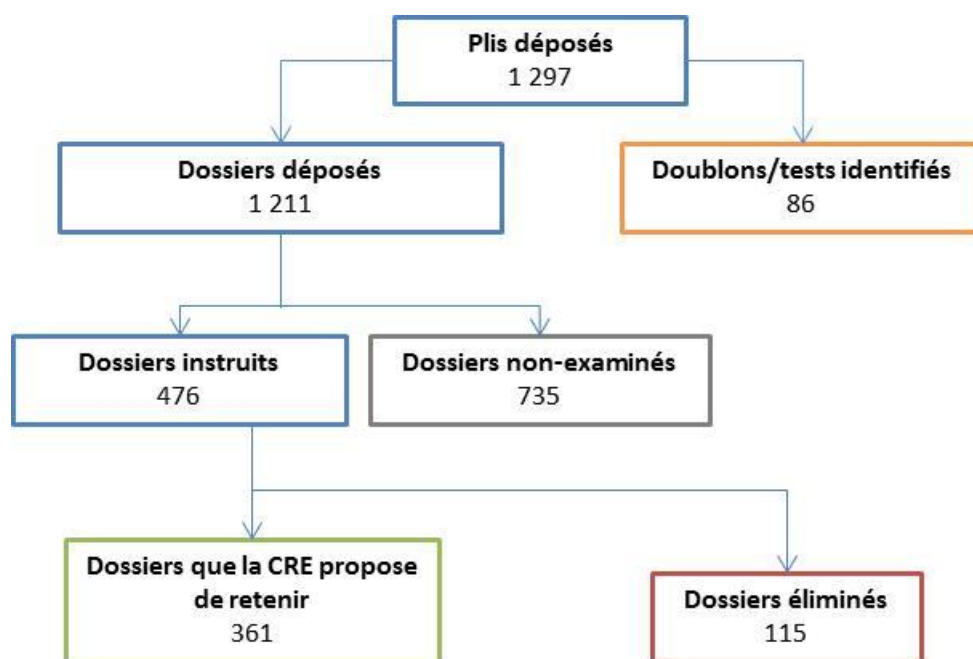 Plis déposés
1 297
Dossiers déposés
1 211
Doublons/tests identifiés
86
Dossiers instruits
476
Dossiers non-examinés
735
Dossiers que la CRE propose
de retenir
361
Dossiers éliminés
115